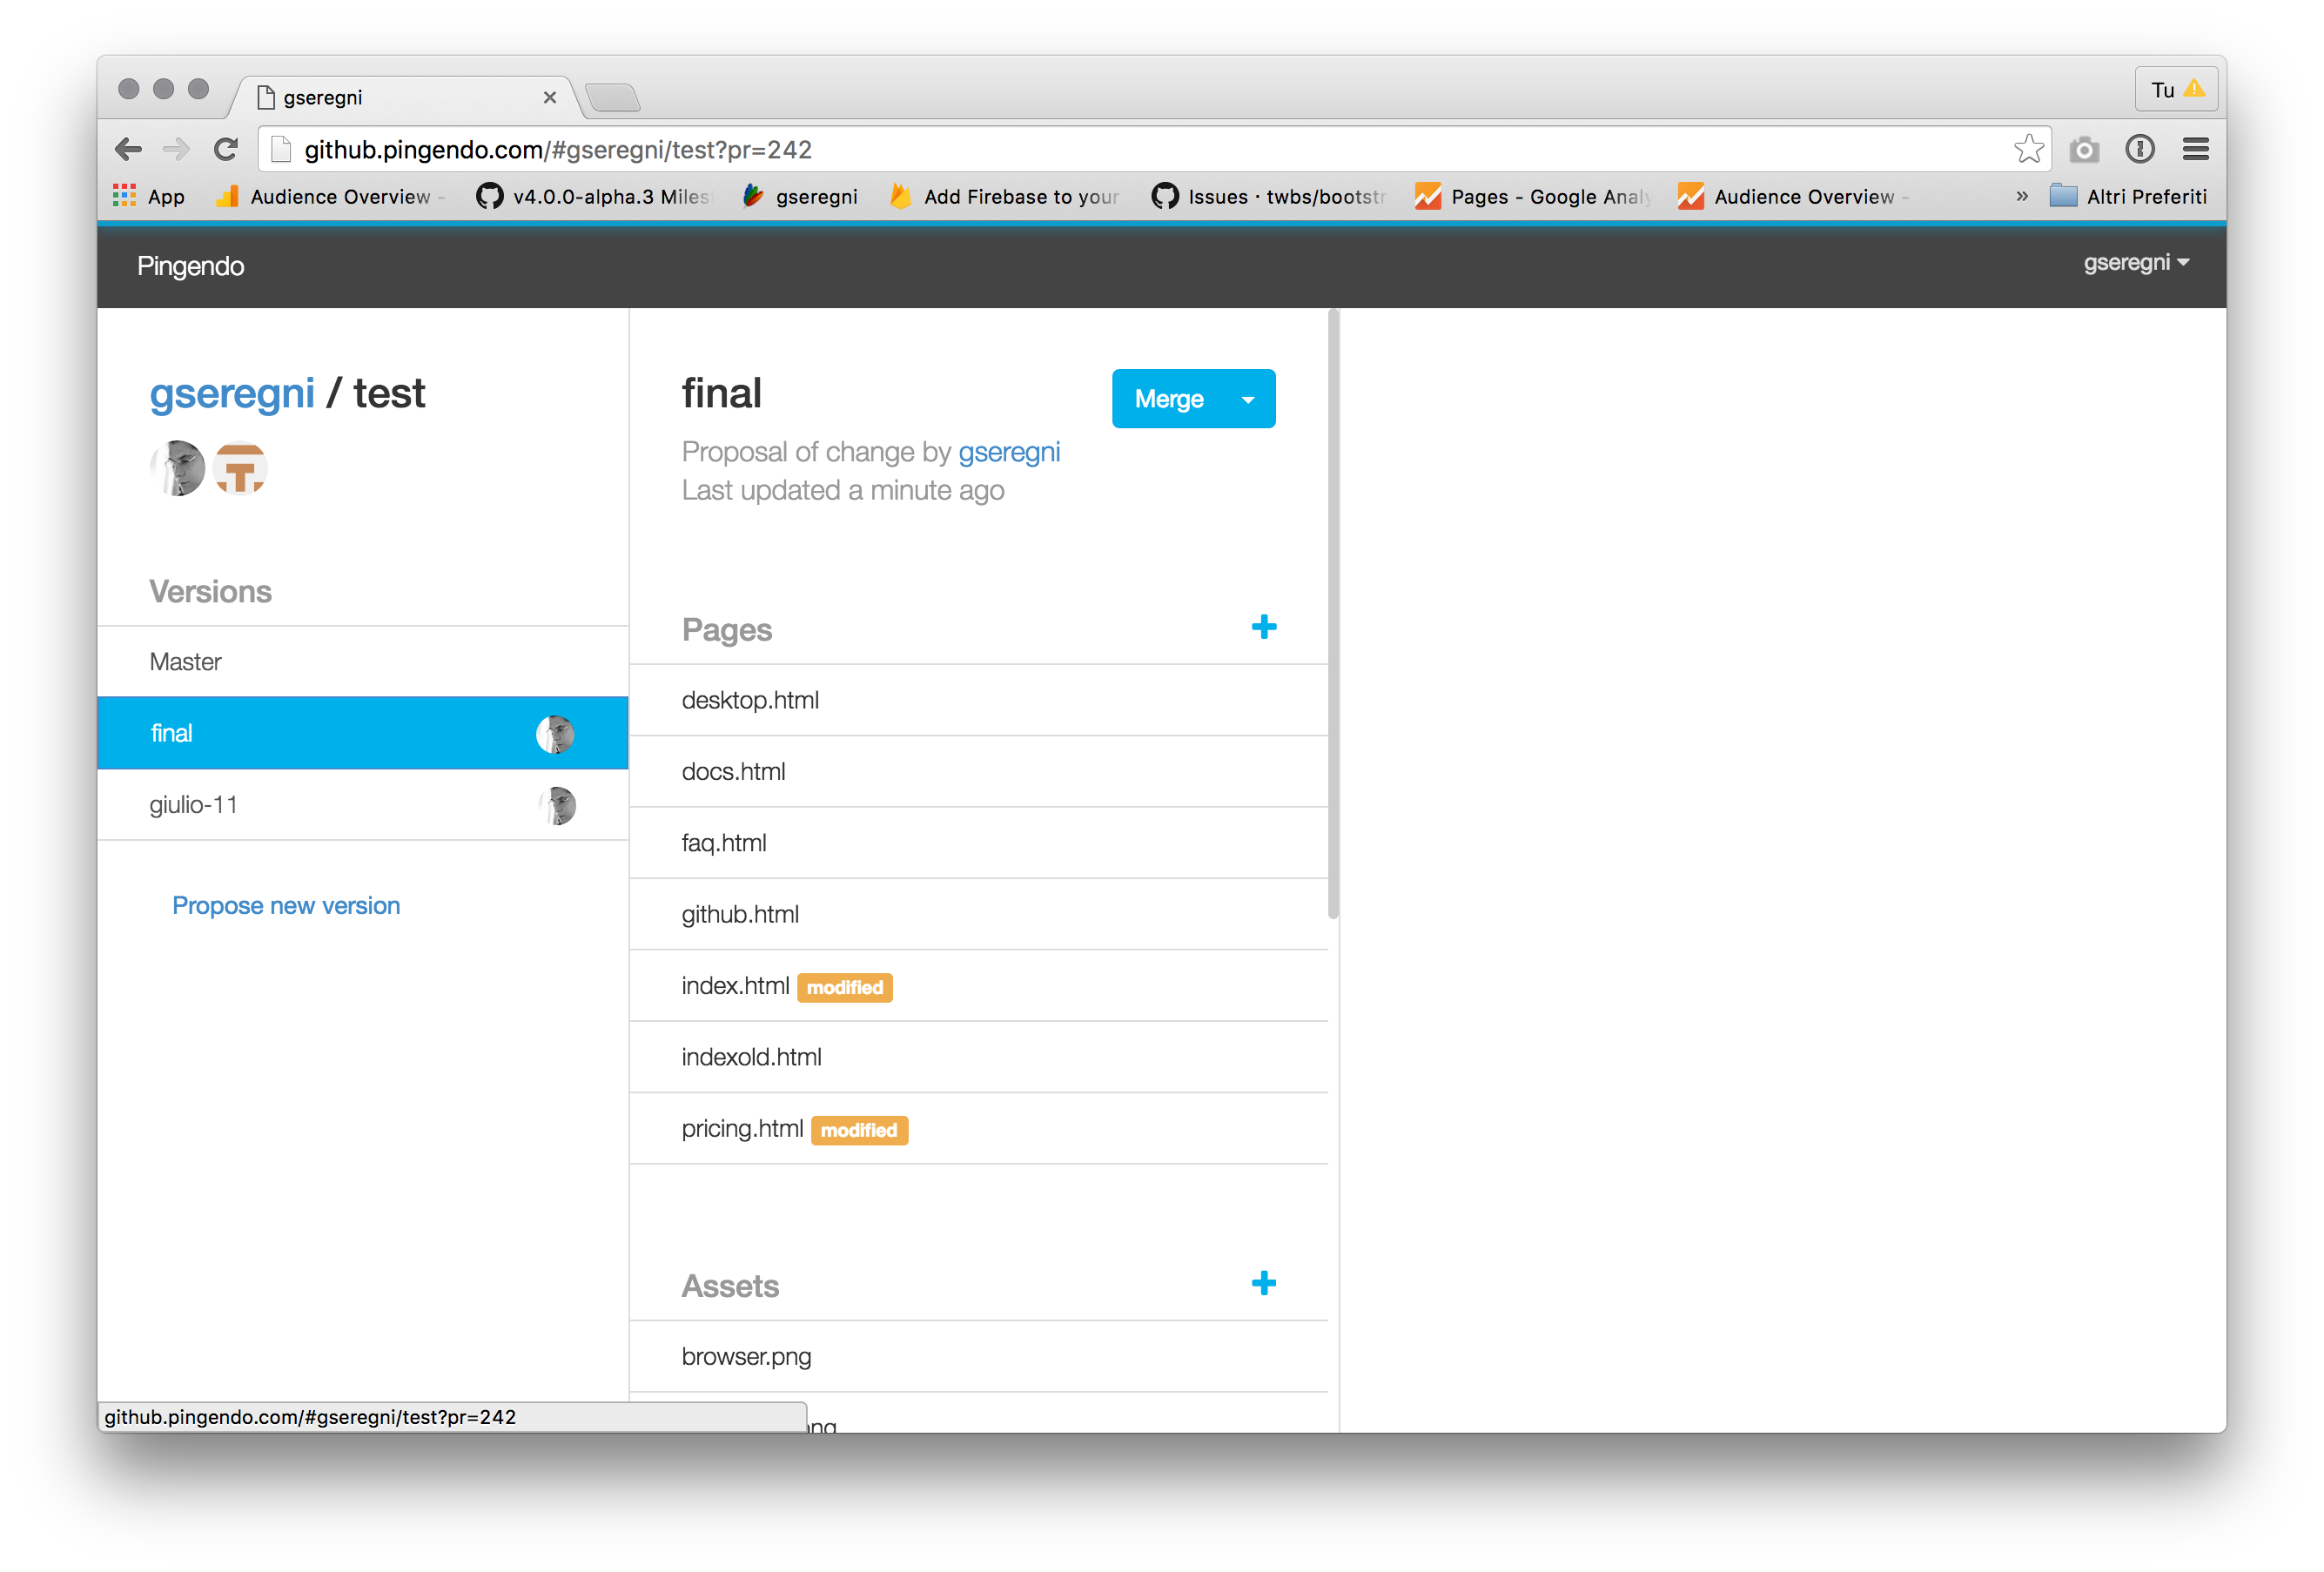 gseregni
Tu
github.pingendo.com/#gseregni/test?pr=242
App
Audience Overview -
v4.0.0-alpha.3 Miles
gseregni
Add Firebase to your
Issues · twbs/bootstr
Pages - Google Analy
Audience Overview -
»
Altri Preferiti
Pingendo
gseregni
gseregni / test
Versions
Master
final
giulio-11
Propose new version
final
Merge
Proposal of change by gseregni
Last updated a minute ago
Pages
desktop.html
docs.html
faq.html
github.html
index.html modified
indexold.html
pricing.html modified
Assets
browser.png
github.pingendo.com/#gseregni/test?pr=242